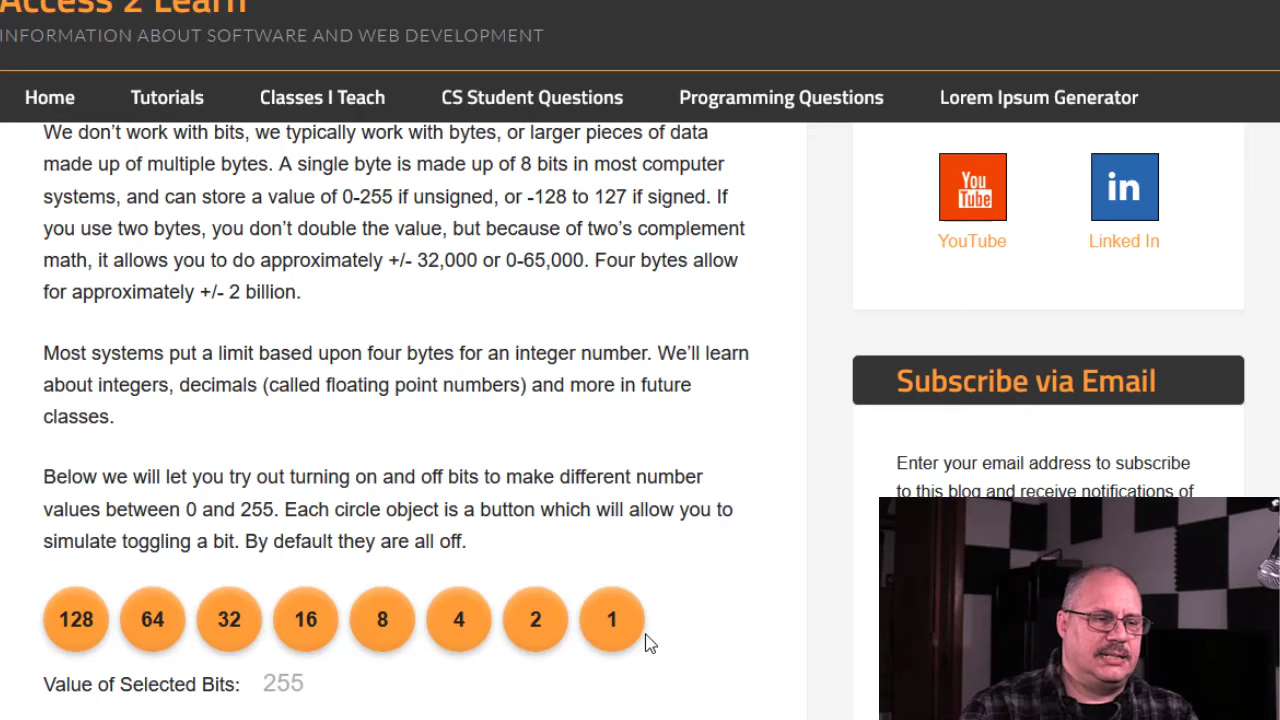 Access 2 Learn
INFORMATION ABOUT SOFTWARE AND WEB DEVELOPMENT
Home Tutorials Classes I Teach CS Student Questions Programming Questions Lorem Ipsum Generator
We don’t work with bits, we typically work with bytes, or larger pieces of data
made up of multiple bytes. A single byte is made up of 8 bits in most computer
systems, and can store a value of 0-255 if unsigned, or -128 to 127 if signed. If
you use two bytes, you don’t double the value, but because of two’s complement
math, it allows you to do approximately +/- 32,000 or 0-65,000. Four bytes allow
for approximately +/- 2 billion.
Most systems put a limit based upon four bytes for an integer number. We’ll learn
about integers, decimals (called floating point numbers) and more in future
classes.
Below we will let you try out turning on and off bits to make different number
values between 0 and 255. Each circle object is a button which will allow you to
simulate toggling a bit. By default they are all off.
128 64 32 16 8 4 2 1
Value of Selected Bits: 255
You
Tube
in
YouTube Linked In
Subscribe via Email
Enter your email address to subscribe
to this blog and receive notifications of